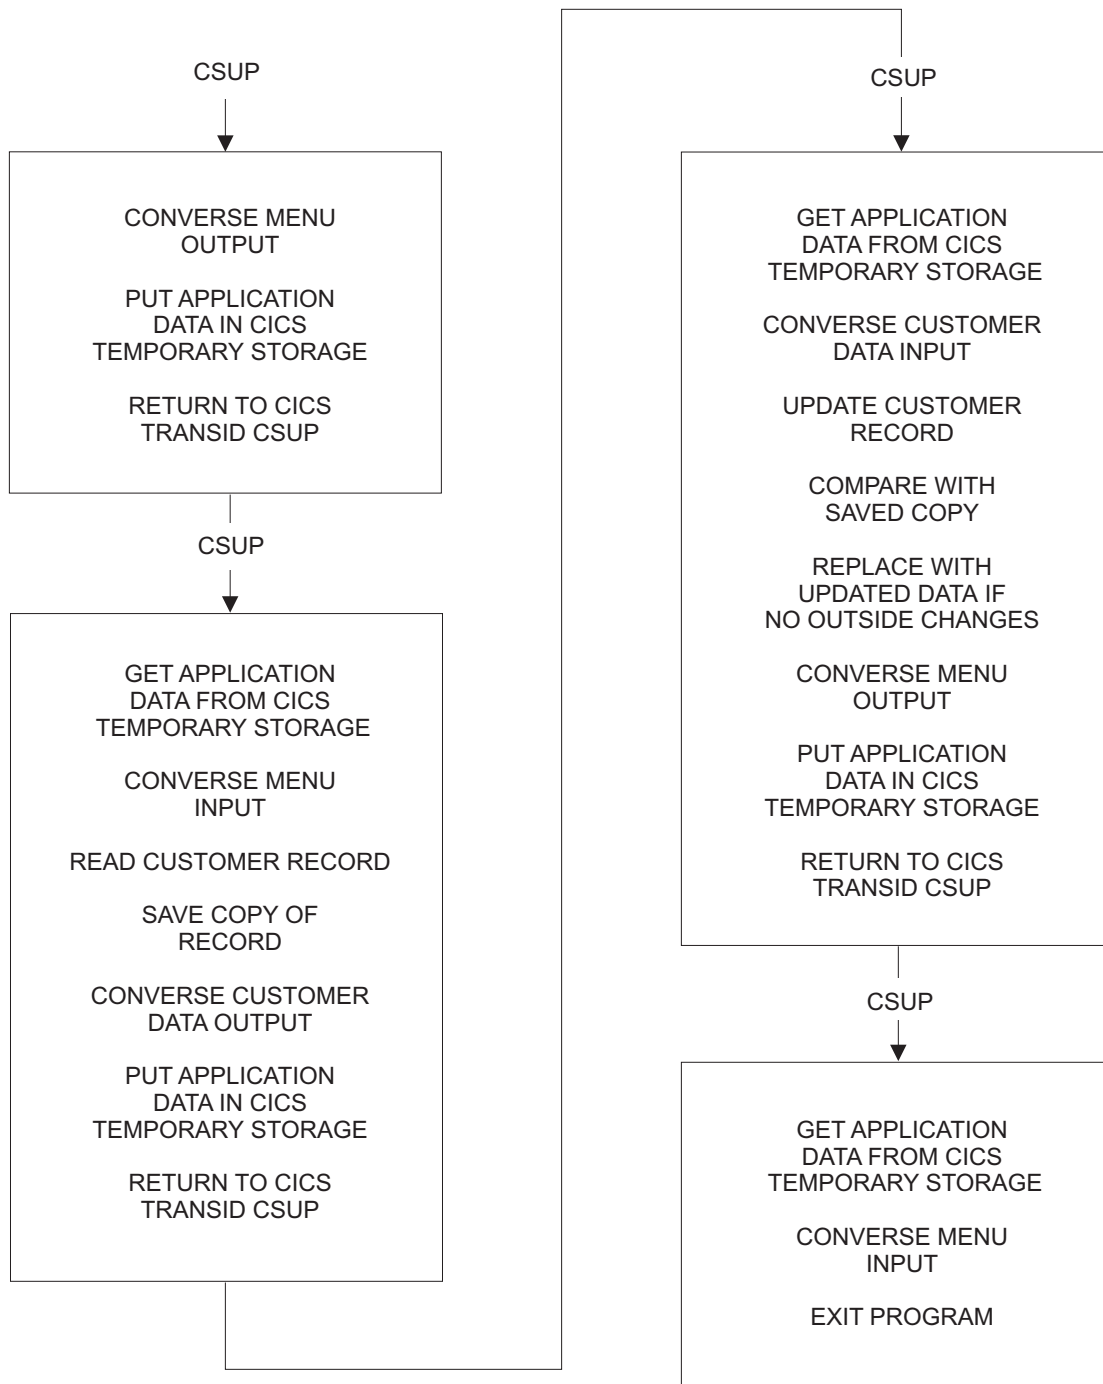 CSUP
CONVERSE MENU
OUTPUT
PUT APPLICATION
DATA IN CICS
TEMPORARY STORAGE
RETURN TO CICS
TRANSID CSUP
CSUP
GET APPLICATION
DATA FROM CICS
TEMPORARY STORAGE
CONVERSE MENU
INPUT
READ CUSTOMER RECORD
SAVE COPY OF
RECORD
CONVERSE CUSTOMER
DATA OUTPUT
PUT APPLICATION
DATA IN CICS
TEMPORARY STORAGE
RETURN TO CICS
TRANSID CSUP
CSUP
GET APPLICATION
DATA FROM CICS
TEMPORARY STORAGE
CONVERSE CUSTOMER
DATA INPUT
UPDATE CUSTOMER
RECORD
COMPARE WITH
SAVED COPY
REPLACE WITH
UPDATED DATA IF
NO OUTSIDE CHANGES
CONVERSE MENU
OUTPUT
PUT APPLICATION
DATA IN CICS
TEMPORARY STORAGE
RETURN TO CICS
TRANSID CSUP
CSUP
GET APPLICATION
DATA FROM CICS
TEMPORARY STORAGE
CONVERSE MENU
INPUT
EXIT PROGRAM